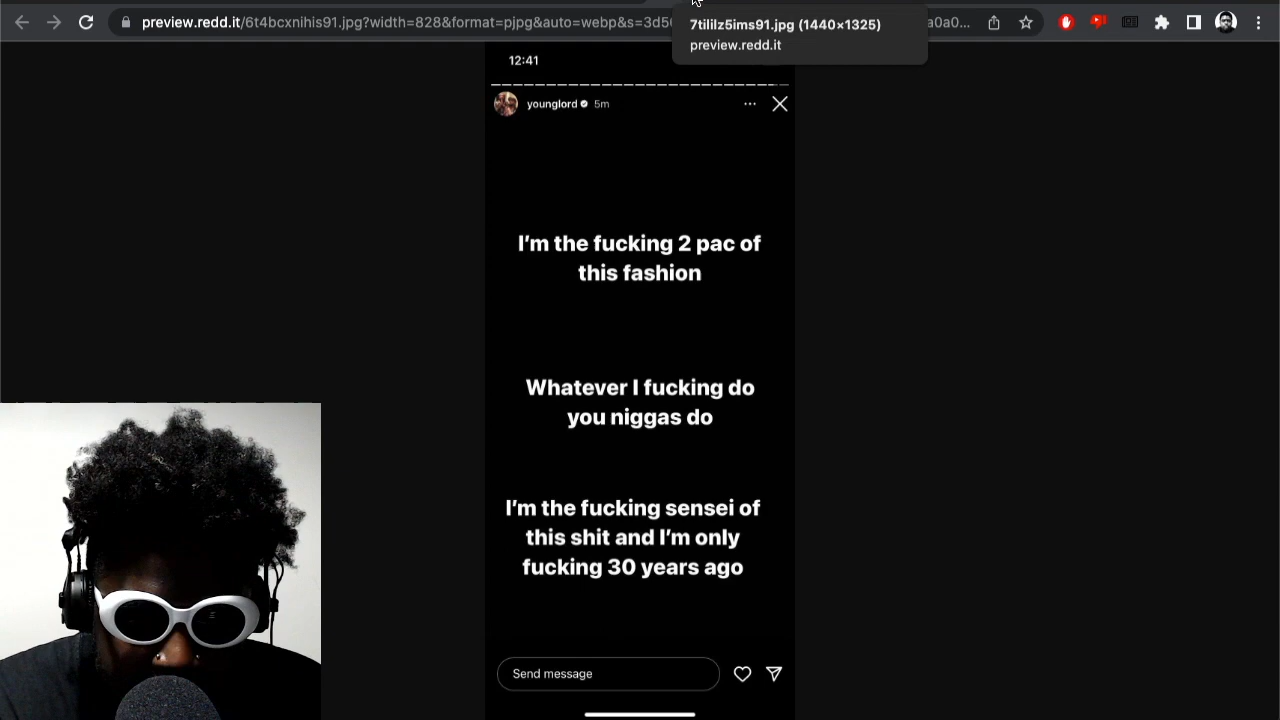 preview.redd.it/6t4bcxnihis91.jpg?width=828&format=pjpg&auto=webp&s=3d5 a0a0...
7tililz5ims91.jpg (1440×1325)
preview.redd.it
12:41
younglord 5m
I'm the fucking 2 pac of
this fashion
Whatever I fucking do
you niggas do
I'm the fucking sensei of
this shit and I'm only
fucking 30 years ago
Send message